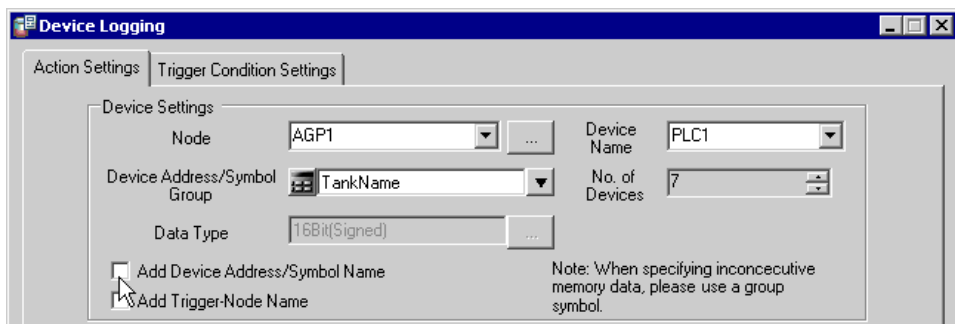 Device Logging
Action Settings
Trigger Condition Settings
Device Settings
Node
AGP1
...
Device Name
PLC1
Device Address/Symbol Group
TankName
No. of Devices
7
Data Type
16Bit(Signed)
...
Add Device Address/Symbol Name
Add Trigger-Node Name
Note: When specifying inconcecutive
memory data, please use a group
symbol.